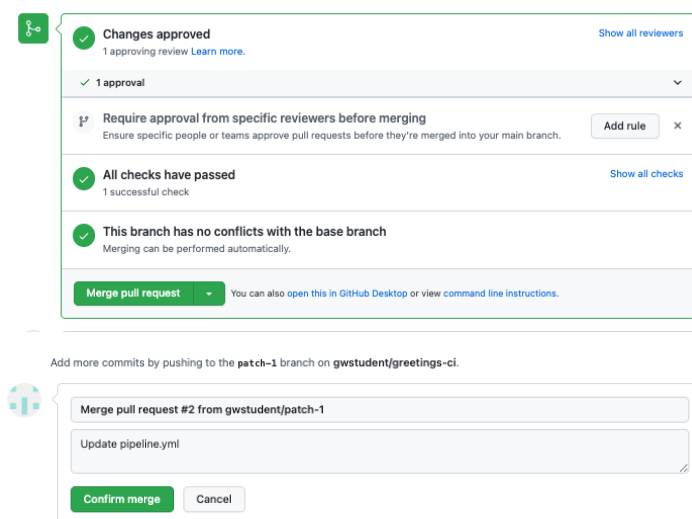 Changes approved
Show all reviewers
1 approving review Learn more.
1 approval
Require approval from specific reviewers before merging
Ensure specific people or teams approve pull requests before they're merged into your main branch.
Add rule
All checks have passed
Show all checks
1 successful check
This branch has no conflicts with the base branch
Merging can be performed automatically.
Merge pull request
You can also open this in GitHub Desktop or view command line instructions.
Add more commits by pushing to the patch-1 branch on gwstudent/greetings-ci.
Merge pull request #2 from gwstudent/patch-1
Update pipeline.yml
Confirm merge
Cancel